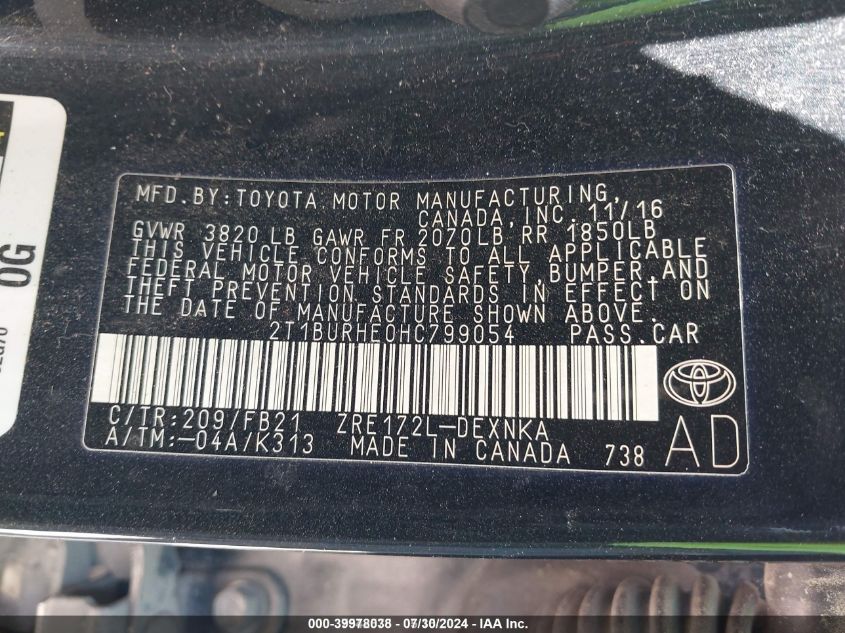 MFD. BY: TOYOTA MOTOR MANUFACTURING,
CANADA, INC. 11/16
GVWR 3820 LB GAWR FR 2070LB RR 1850LB
THIS VEHICLE CONFORMS TO ALL APPLICABLE
FEDERAL MOTOR VEHICLE SAFETY, BUMPER, AND
THEFT PREVENTION STANDARDS IN EFFECT ON
THE DATE OF MANUFACTURE SHOWN ABOVE.
2T1BURHE0HC799054 PASS.CAR
C/TR:209/FB21 ZRE172L-DEXNKA
A/TM:-04A/K313 MADE IN CANADA 738
AD
0G
000-39978038 - 07/30/2024 - IAA Inc.